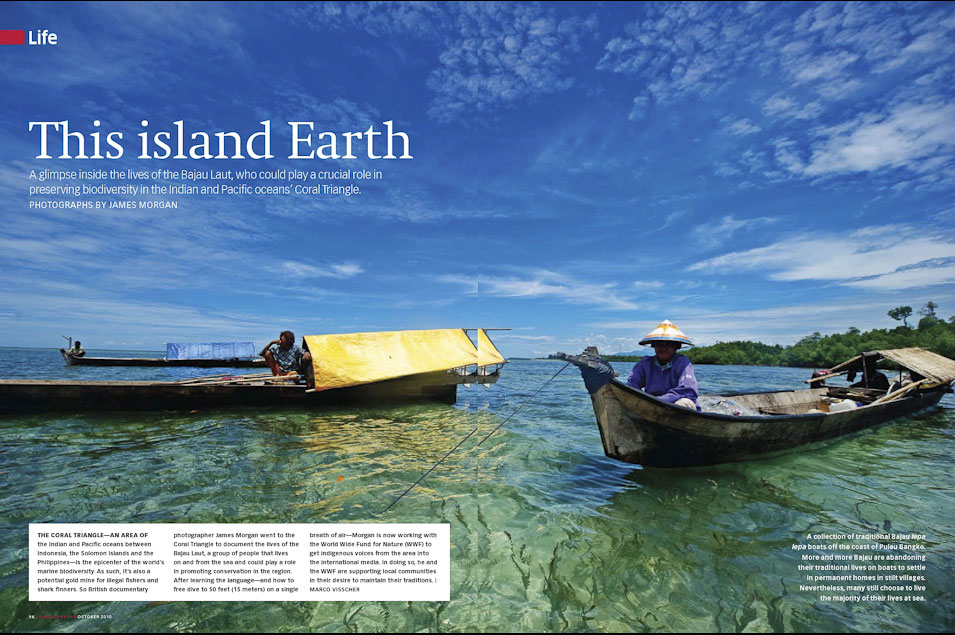 Life
This island Earth
A glimpse inside the lives of the Bajau Laut, who could play a crucial role in
preserving biodiversity in the Indian and Pacific oceans' Coral Triangle.
PHOTOGRAPHS BY JAMES MORGAN
THE CORAL TRIANGLE—AN AREA OF
the Indian and Pacific oceans between
Indonesia, the Solomon Islands and the
Philippines—is the epicenter of the world's
marine biodiversity. As such, it's also a
potential gold mine for illegal fishers and
shark finners. So British documentary
photographer James Morgan went to the
Coral Triangle to document the lives of the
Bajau Laut, a group of people that lives
on and from the sea and could play a role
in promoting conservation in the region.
After learning the language—and how to
free dive to 50 feet (15 meters) on a single
breath of air—Morgan is now working with
the World Wide Fund for Nature (WWF) to
get indigenous voices from the area into
the international media. In doing so, he and
the WWF are supporting local communities
in their desire to maintain their traditions. |
MARCO VISSCHER
A collection of traditional Bajau lepa
lepa boats off the coast of Pulau Bangko.
More and more Bajau are abandoning
their traditional lives on boats to settle
in permanent homes in stilt villages.
Nevertheless, many still choose to live
the majority of their lives at sea.
OCTOBER 2010